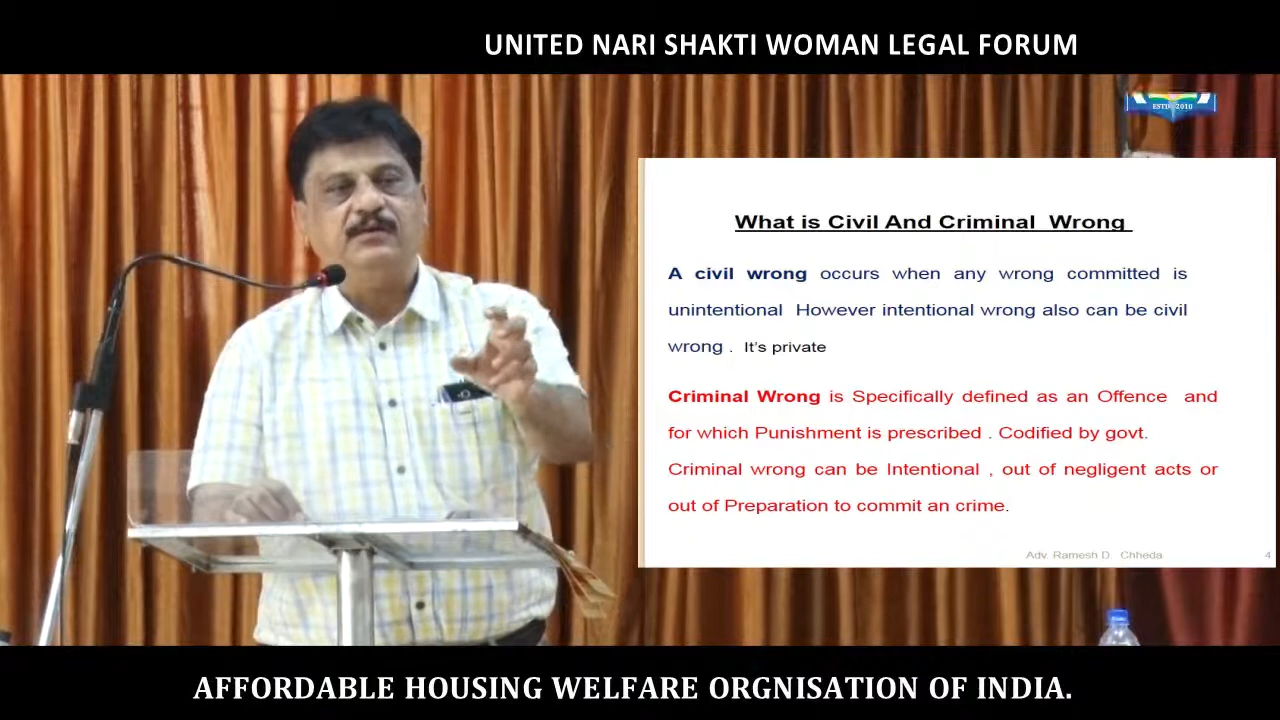 UNITED NARI SHAKTI WOMAN LEGAL FORUM
ESTD 2010
What is Civil And Criminal Wrong
A civil wrong occurs when any wrong committed is
unintentional However intentional wrong also can be civil
wrong . It's private
Criminal Wrong is Specifically defined as an Offence and
for which Punishment is prescribed . Codified by govt.
Criminal wrong can be Intentional , out of negligent acts or
out of Preparation to commit an crime.
Adv. Ramesh D. Chheda 4
AFFORDABLE HOUSING WELFARE ORGNISATION OF INDIA.